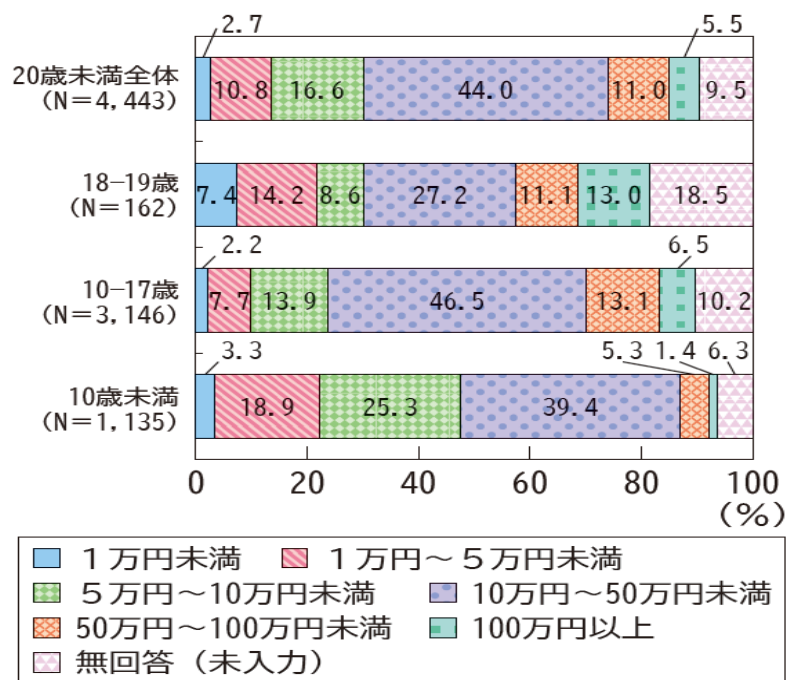 2.7 5.5
20歳未満全体
(N=4,443)
10.8 16.6 44.0 11.0 9.5
18-19歳
(N=162)
7.4 14.2 8.6 27.2 11.1 13.0 18.5
2.2 6.5
10-17歳
(N=3,146)
7.7 13.9 46.5 13.1 10.2
3.3 5.3 1.4 6.3
10歳未満
(N=1,135)
18.9 25.3 39.4
0 20 40 60 80 100
(%)
1万円未満 1万円~5万円未満
5万円~10万円未満 10万円~50万円未満
50万円~100万円未満 100万円以上
無回答(未入力)